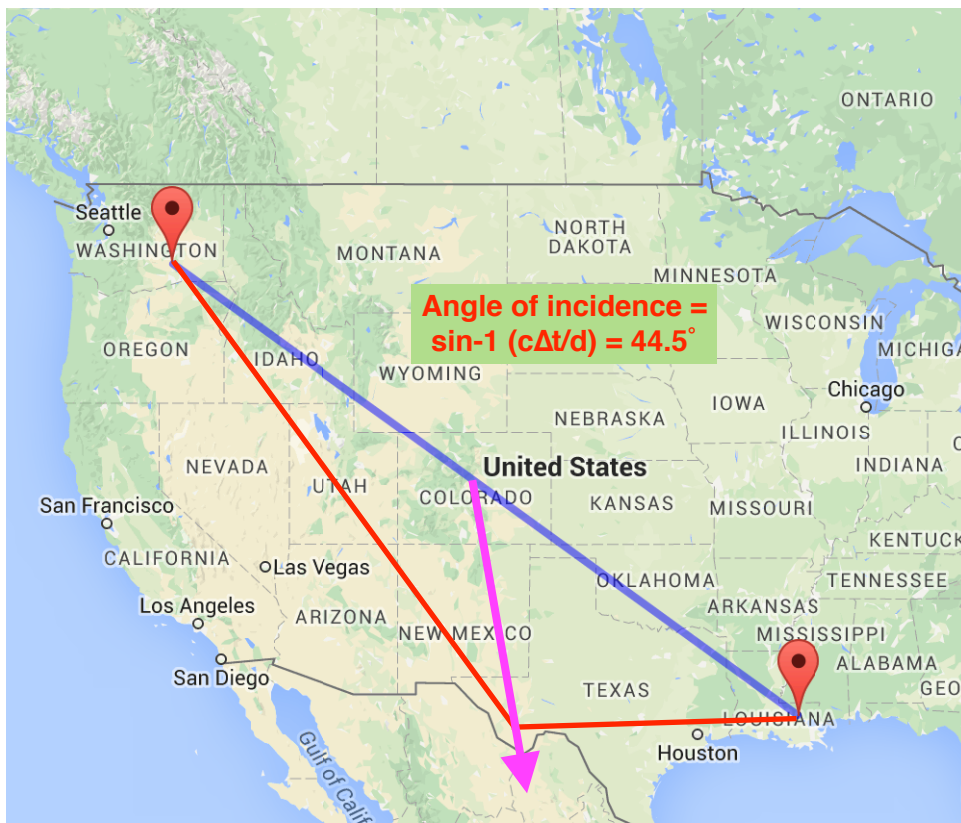 ONTARIO
Seattle
WASHINGTON
MONTANA
NORTH
DAKOTA
MINNESOTA
Angle of incidence =
sin-1 (cΔt/d) = 44.5°
WISCONSIN
MICHIGA
OREGON
IDAHO
WYOMING
Chicago
NEBRASKA
IOWA
ILLINOIS
INDIANA
NEVADA
United States
UTAH
COLORADO
KANSAS
MISSOURI
San Francisco
KENTUCK
CALIFORNIA
Las Vegas
OKLAHOMA
TENNESSEE
Los Angeles
ARIZONA
NEW MEXICO
ARKANSAS
MISSISSIPPI
San Diego
ALABAMA
TEXAS
GEO
LOUISIANA
Houston
Gulf of Calif